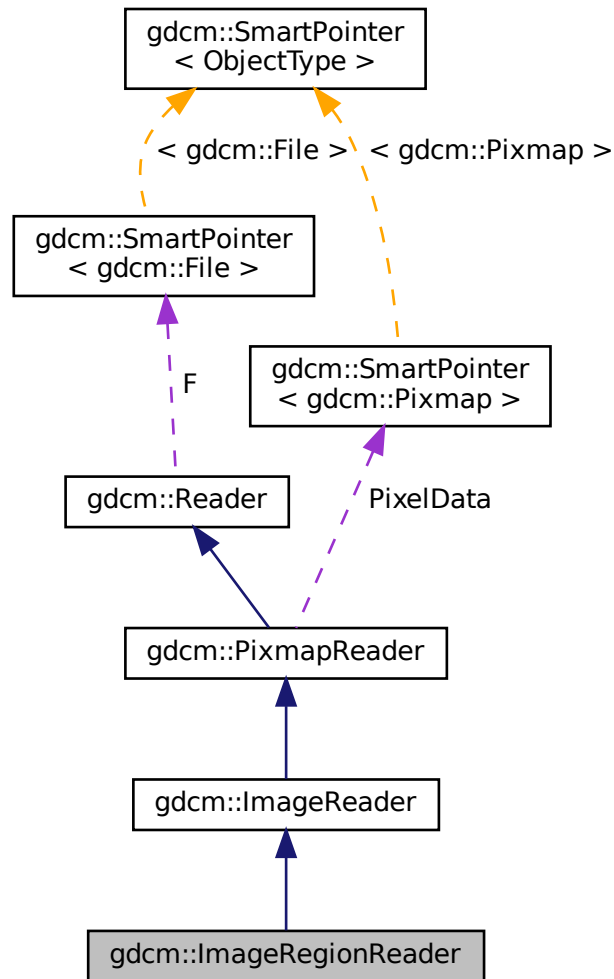 gdcm::SmartPointer
< ObjectType >
< gdcm::File >
< gdcm::Pixmap >
gdcm::SmartPointer
< gdcm::File >
gdcm::SmartPointer
< gdcm::Pixmap >
F
gdcm::Reader
PixelData
gdcm::PixmapReader
gdcm::ImageReader
gdcm::ImageRegionReader